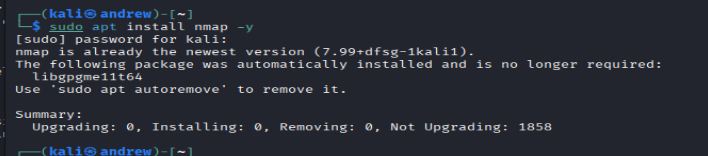 ┌──(kali㉿andrew)-[~]
└─$ sudo apt install nmap -y
[sudo] password for kali:
nmap is already the newest version (7.99+dfsg-1kali1).
The following package was automatically installed and is no longer required:
  libgpgme11t64
Use 'sudo apt autoremove' to remove it.

Summary:
  Upgrading: 0, Installing: 0, Removing: 0, Not Upgrading: 1858

┌──(kali㉿andrew)-[~]